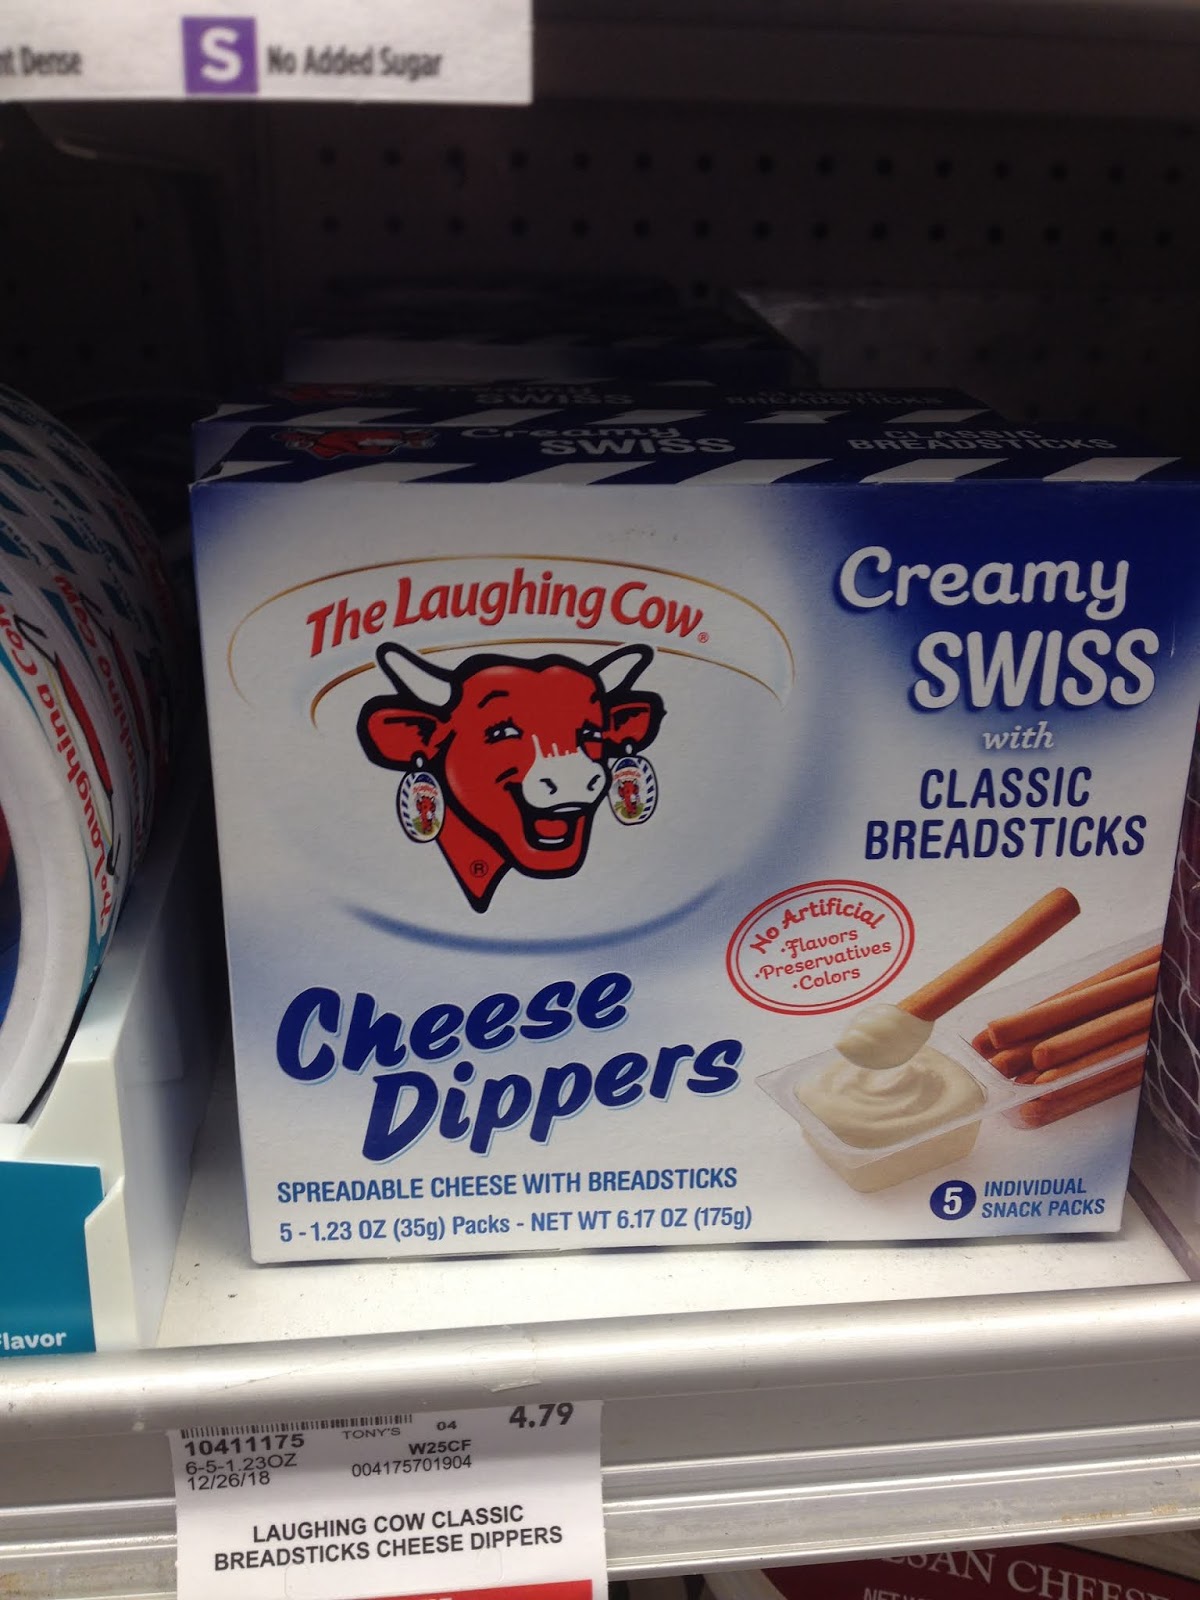 Dense
S No Added Sugar
SWISS
BREADSTICKS
Creamy
SWISS
CLASSIC
BREADSTICKS
The Laughing Cow®
®
Creamy
SWISS
with
CLASSIC
BREADSTICKS
No Artificial
·Flavors
·Preservatives
·Colors
Cheese
Dippers
SPREADABLE CHEESE WITH BREADSTICKS
5 - 1.23 OZ (35g) Packs - NET WT 6.17 OZ (175g)
5 INDIVIDUAL
SNACK PACKS
Flavor
04 4.79
10411175 TONY'S
W25CF
6-5-1.23OZ 004175701904
12/26/18
LAUGHING COW CLASSIC
BREADSTICKS CHEESE DIPPERS